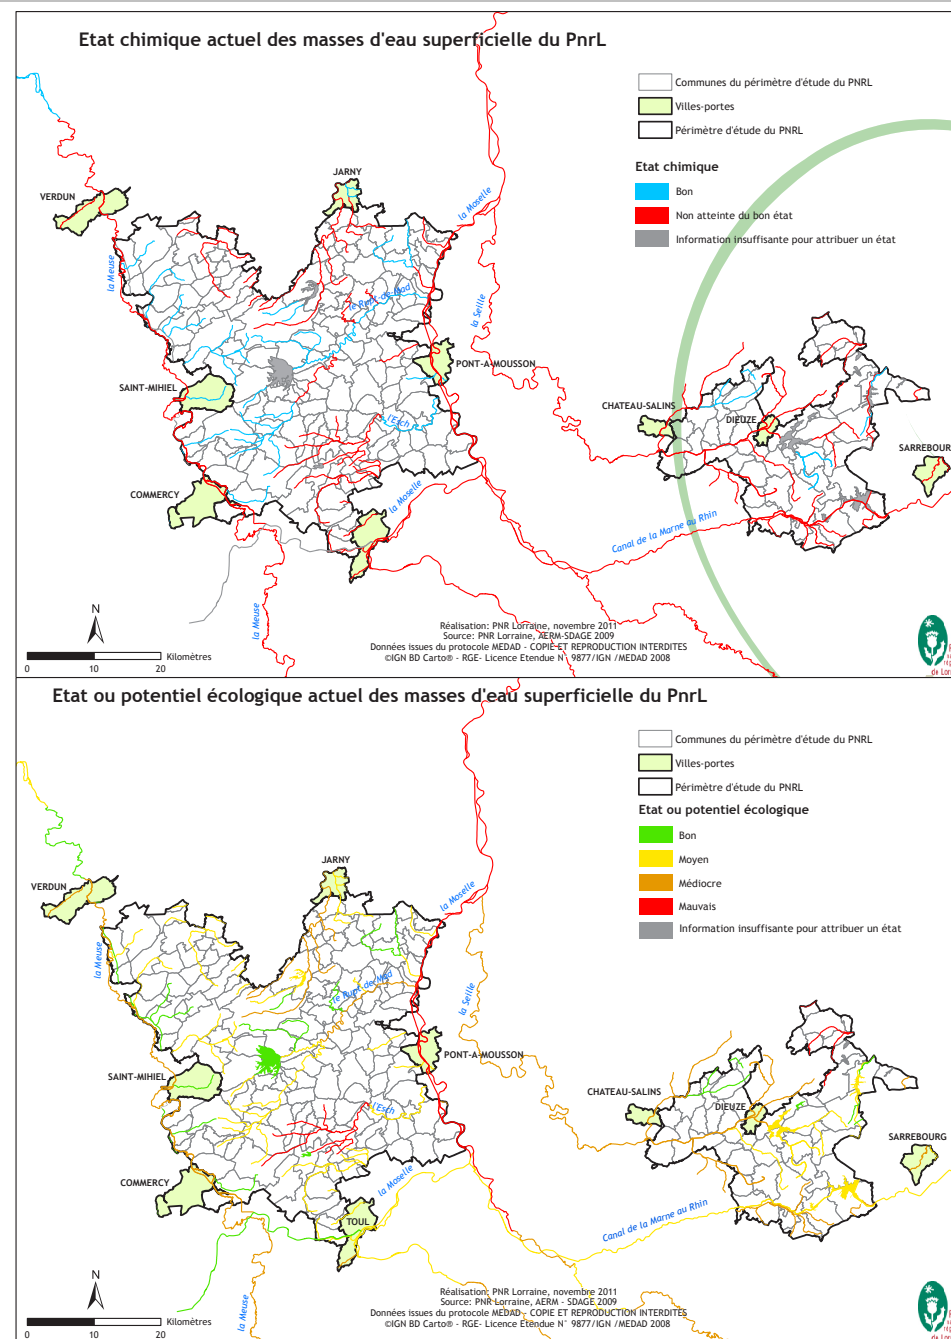 Etat chimique actuel des masses d'eau superficielle du PnrL
Communes du périmètre d'étude du PNRL
Villes-portes
Périmètre d'étude du PNRL
Etat chimique
Bon
Non atteinte du bon état
Information insuffisante pour attribuer un état
JARNY
VERDUN
la Moselle
la Meuse
le Rupt-de-Mad
la Seille
PONT-A-MOUSSON
SAINT-MIHIEL
CHATEAU-SALINS
l'Esch
DIEUZE
SARREBOUR
COMMERCY
la Moselle
Canal de la Marne au Rhin
la Meuse
N
0 10 20 Kilomètres
Réalisation: PNR Lorraine, novembre 2011
Source: PNR Lorraine, AERM-SDAGE 2009
Données issues du protocole MEDAD - COPIE ET REPRODUCTION INTERDITES
©IGN BD Carto® - RGE- Licence Etendue N° 9877/IGN /MEDAD 2008
de Lor
Etat ou potentiel écologique actuel des masses d'eau superficielle du PnrL
Communes du périmètre d'étude du PNRL
Villes-portes
Périmètre d'étude du PNRL
Etat ou potentiel écologique
Bon
Moyen
Médiocre
Mauvais
Information insuffisante pour attribuer un état
JARNY
VERDUN
la Moselle
la Meuse
le Rupt de Mad
la Seille
PONT-A-MOUSSON
SAINT-MIHIEL
CHATEAU-SALINS
l'Esch
DIEUZE
SARREBOURG
COMMERCY
la Moselle
TOUL
Canal de la Marne au Rhin
la Meuse
N
0 10 20 Kilomètres
Réalisation: PNR Lorraine, novembre 2011
Source: PNR Lorraine, AERM - SDAGE 2009
Données issues du protocole MEDAD - COPIE ET REPRODUCTION INTERDITES
©IGN BD Carto® - RGE- Licence Etendue N° 9877/IGN /MEDAD 2008